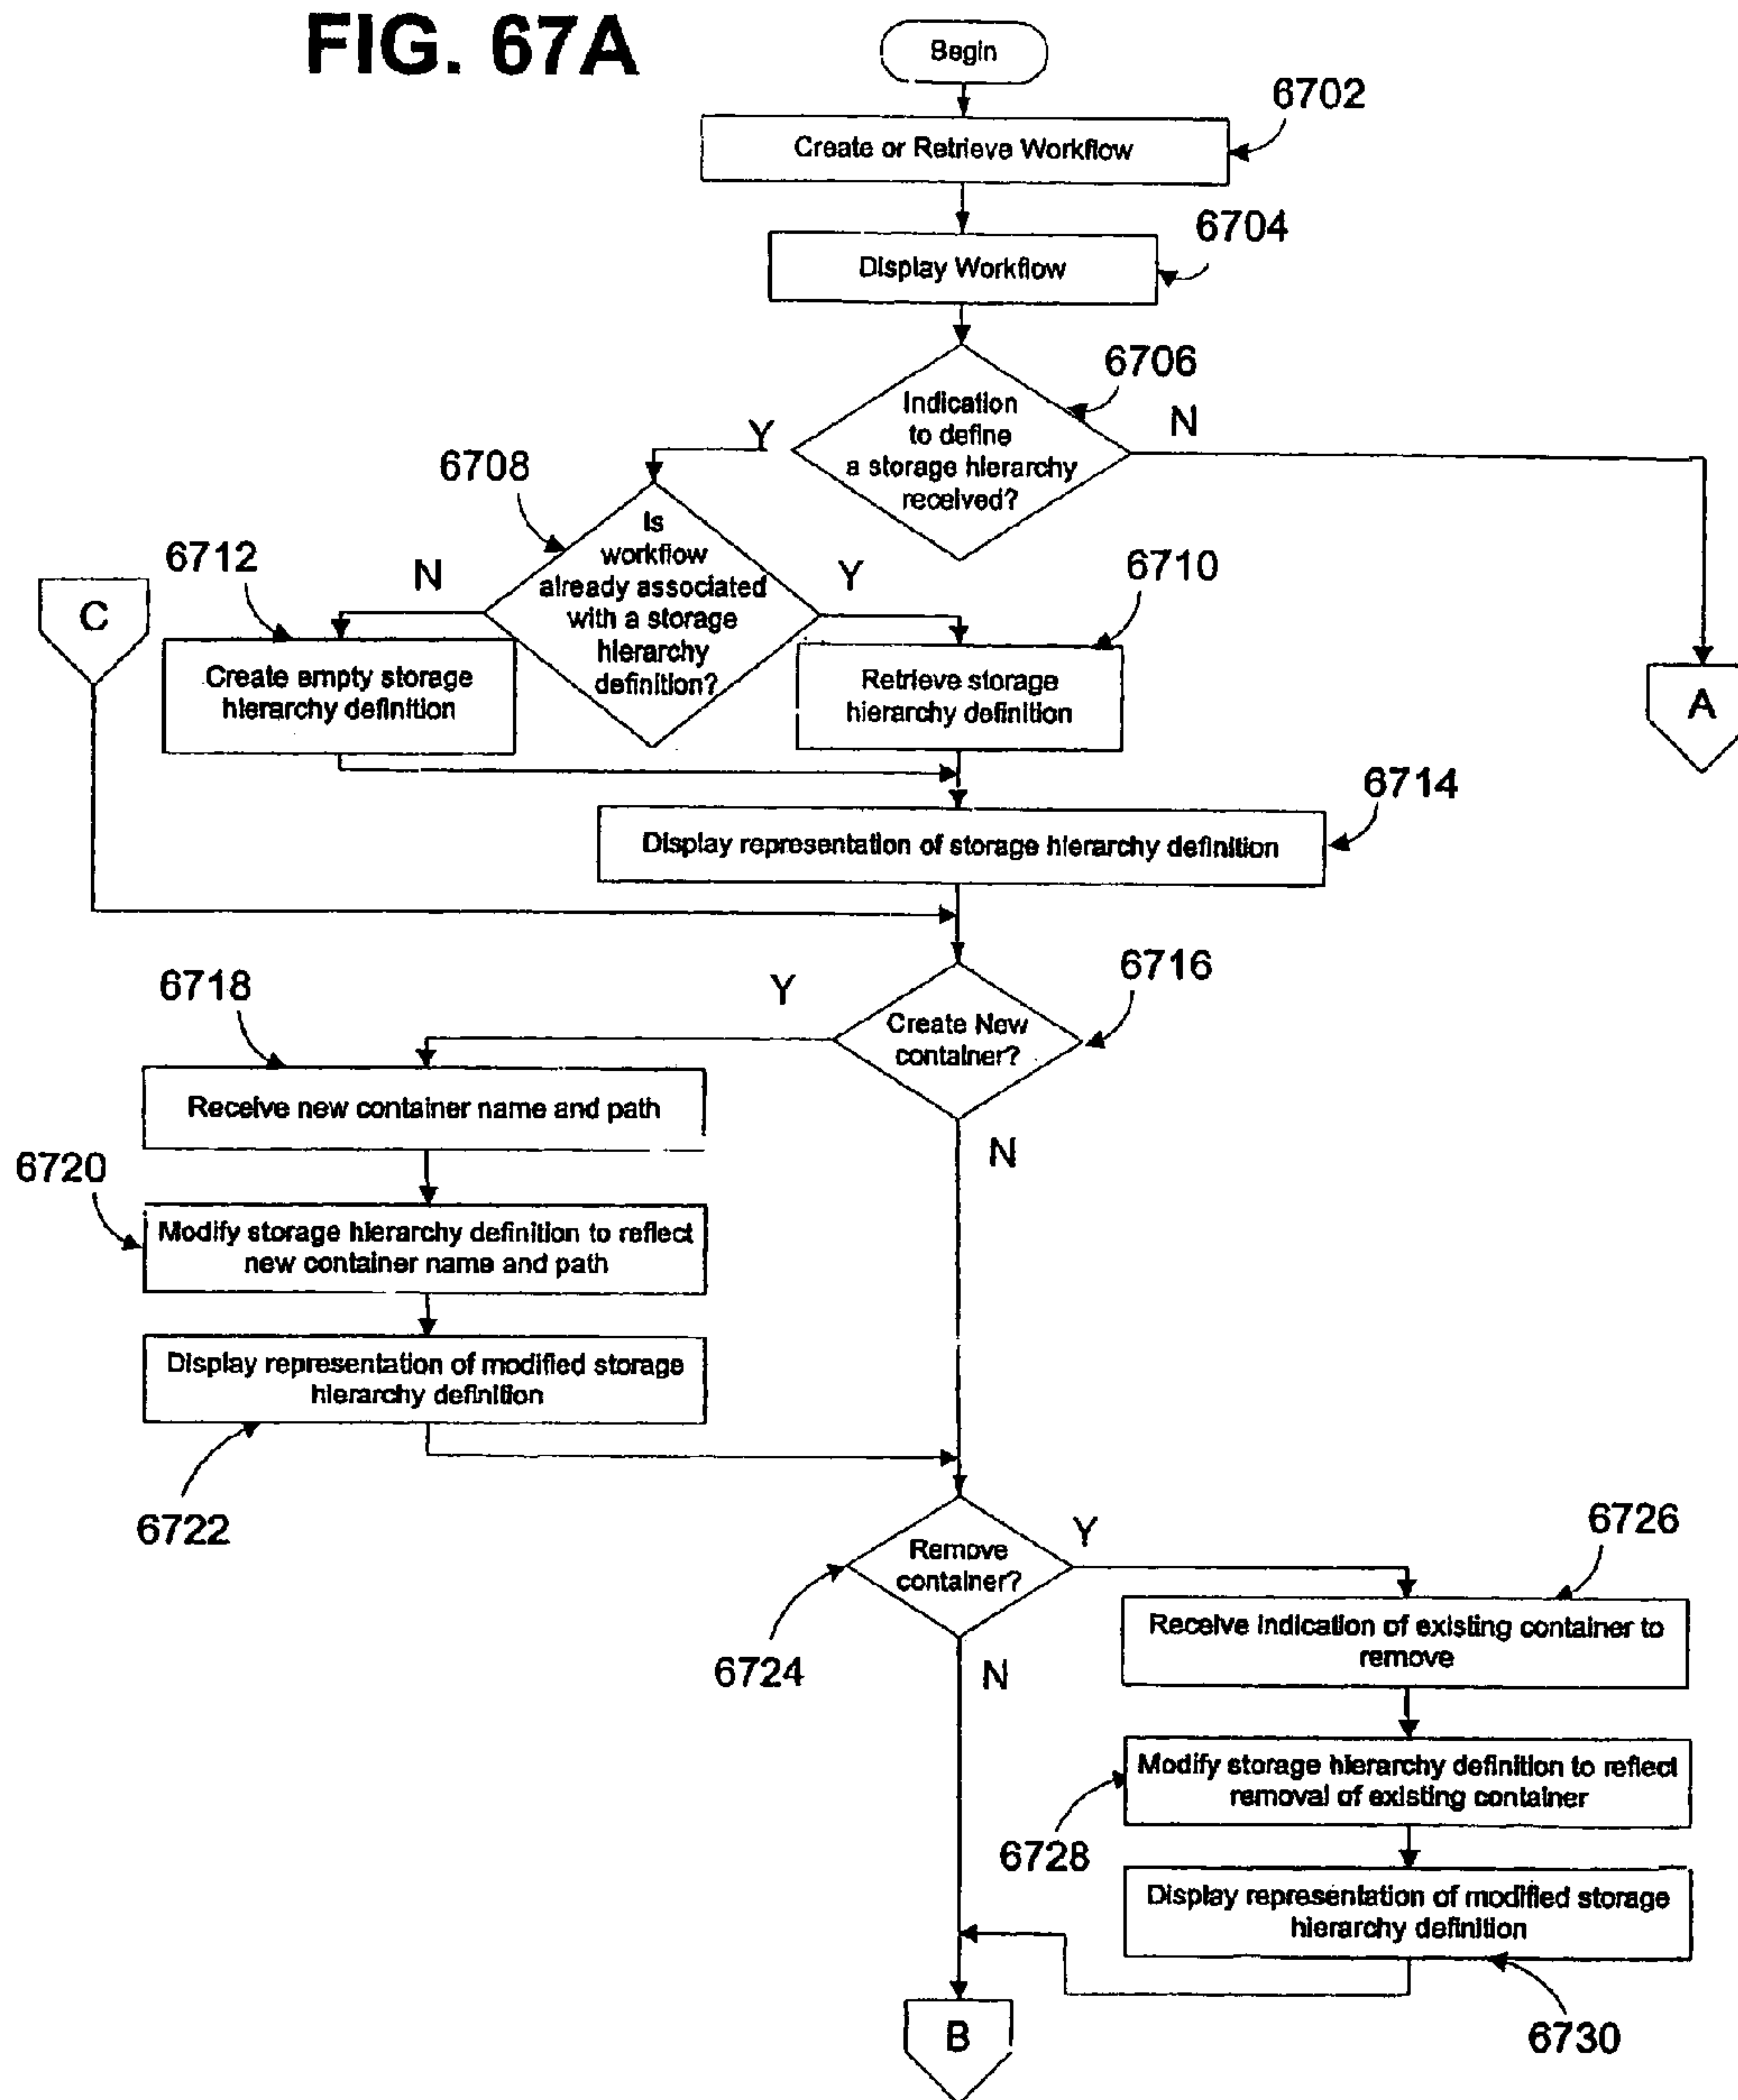 FIG. 67A
Begin
6702
Create or Retrieve Workflow
6704
Display Workflow
6706
Indication
to define
a storage hierarchy
received?
Y
N
6708
Is
workflow
already associated
with a storage
hierarchy
definition?
6712
N
Y
6710
C
Create empty storage
hierarchy definition
Retrieve storage
hierarchy definition
A
6714
Display representation of storage hierarchy definition
6716
Y
6718
Create New
container?
Receive new container name and path
N
6720
Modify storage hierarchy definition to reflect
new container name and path
Display representation of modified storage
hierarchy definition
6722
Y
6726
Remove
container?
Receive indication of existing container to
remove
6724
N
Modify storage hierarchy definition to reflect
removal of existing container
6728
Display representation of modified storage
hierarchy definition
B
6730